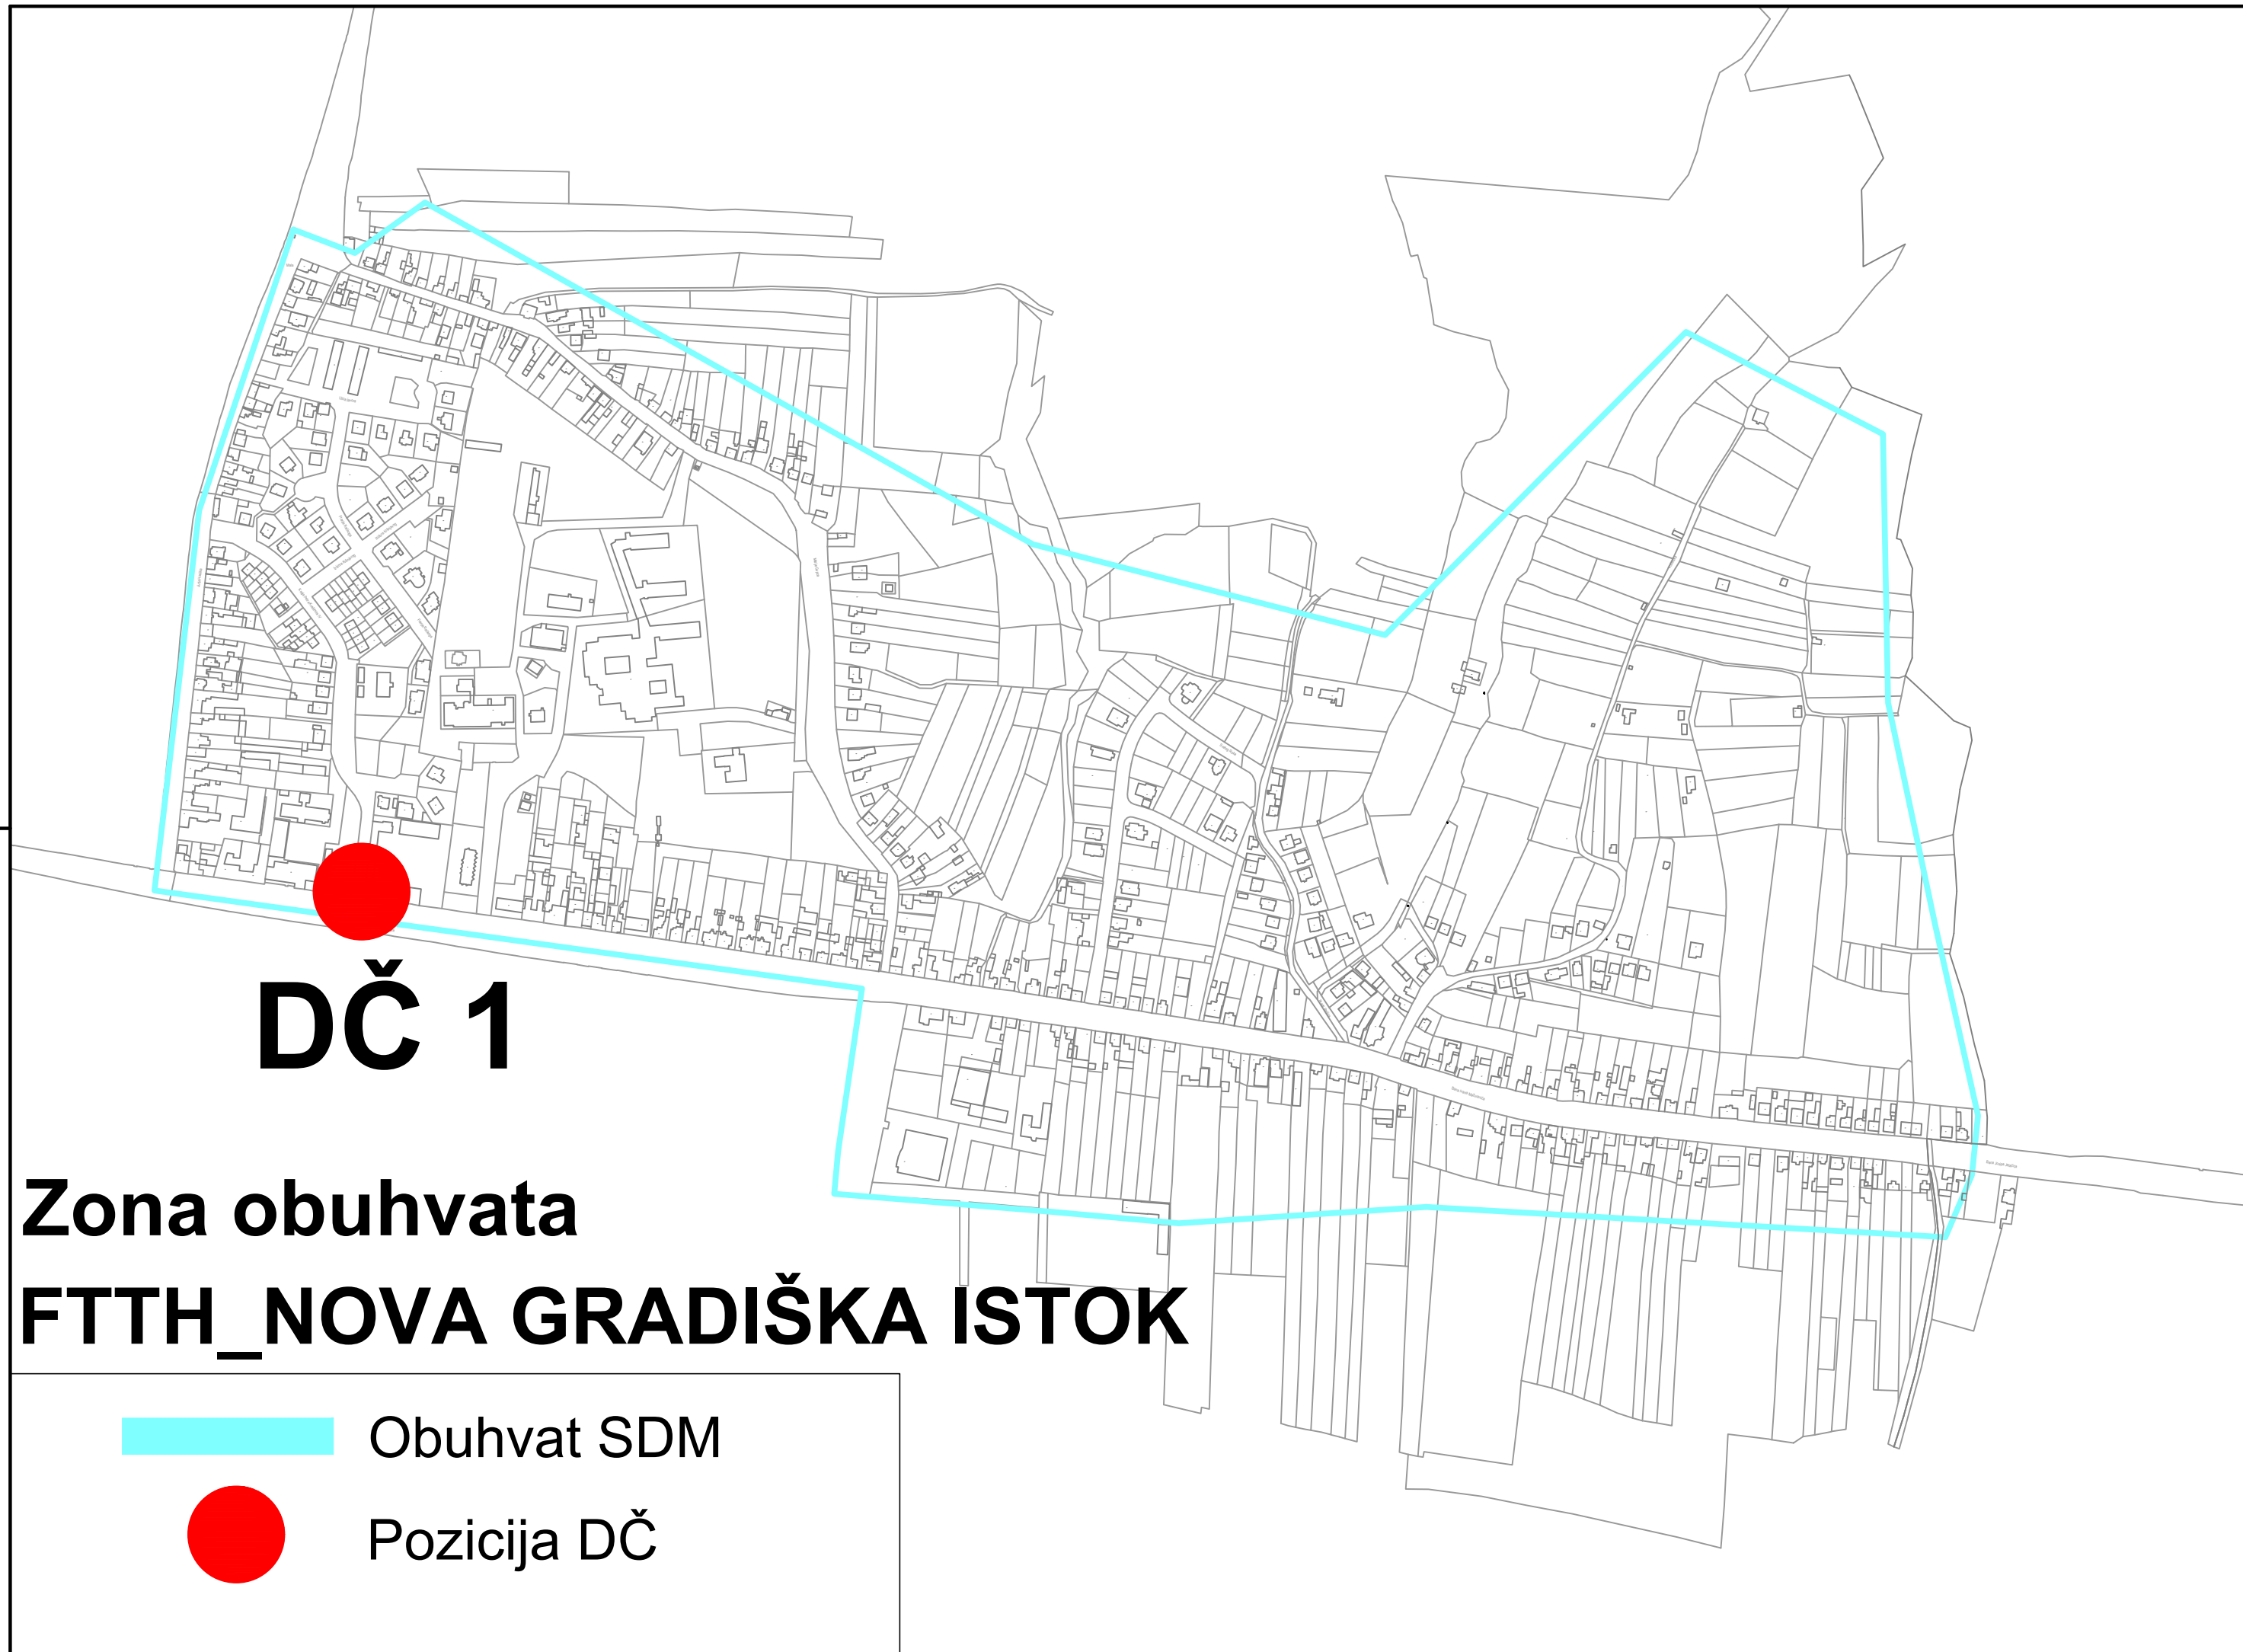 DČ 1
Zona obuhvata
FTTH_NOVA GRADIŠKA ISTOK
Obuhvat SDM
Pozicija DČ